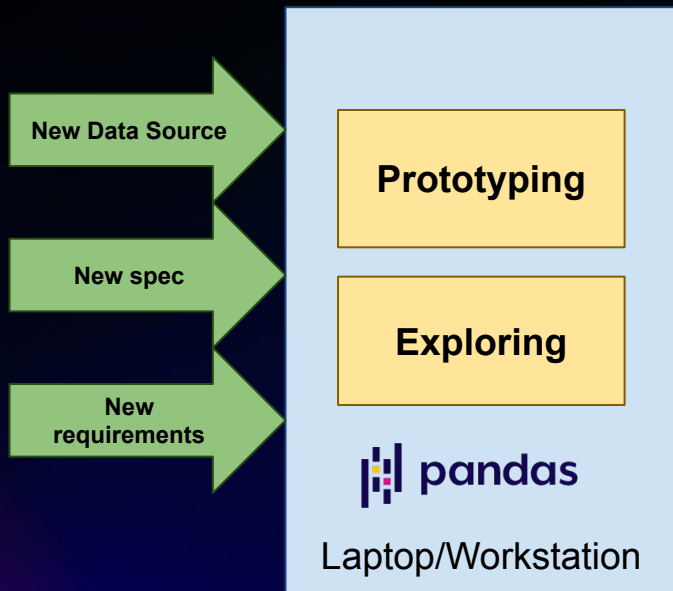 New Data Source
New spec
New
requirements
Prototyping
Exploring
pandas
Laptop/Workstation